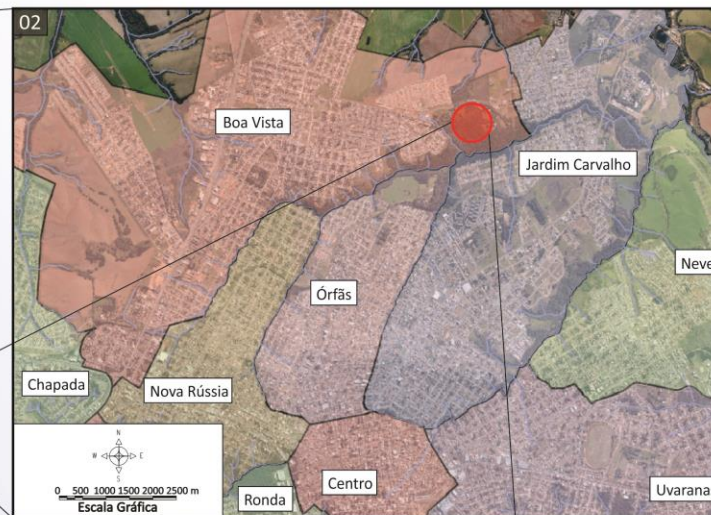 02
Boa Vista
Jardim Carvalho
Neve
Órfãs
Chapada
Nova Rússia
N
W E
S
0 500 1000 1500 2000 2500 m
Escala Gráfica
Centro
Ronda
Uvaranas